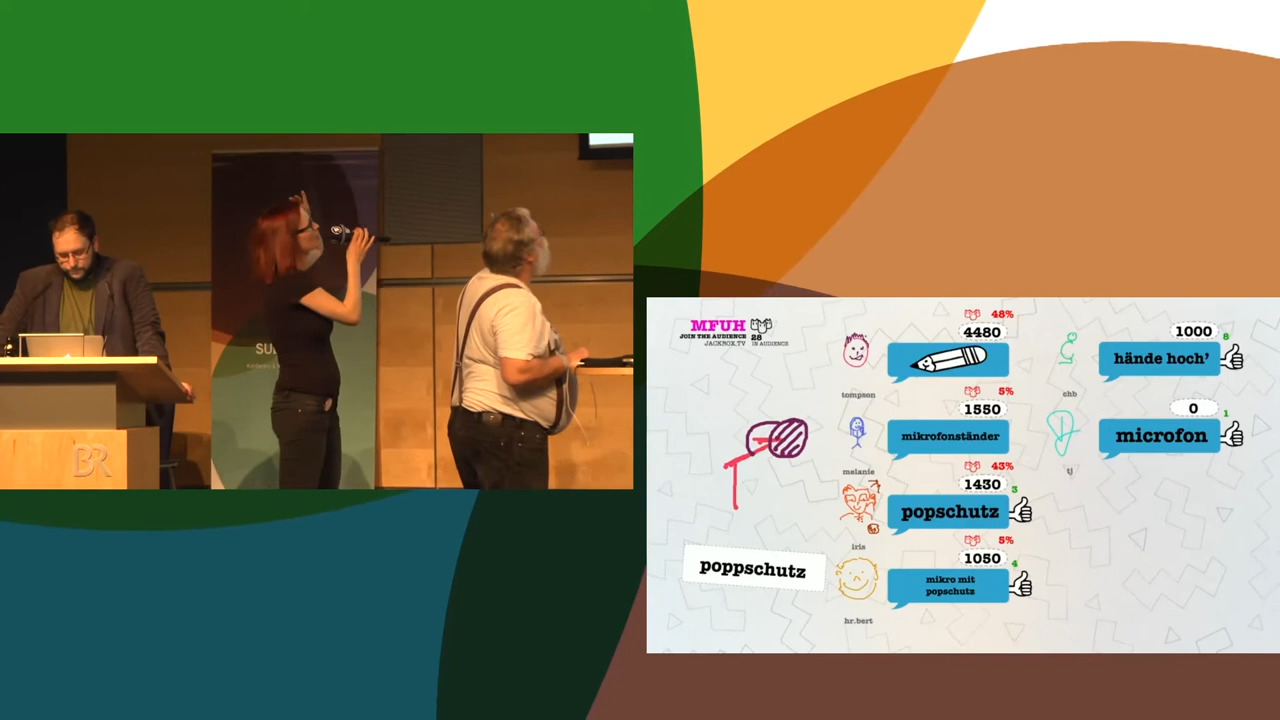 SU
BR
MFUH
JOIN THE AUDIENCE
JACKBOX.TV
28
IN AUDIENCE
poppschutz
48%
4480
tompson
5%
1550
mikrofonständer
melanie
43%
1430
3
popschutz
iris
5%
1050
4
mikro mit
popschutz
hr.bert
1000
8
hände hoch'
chb
0
1
microfon
tj